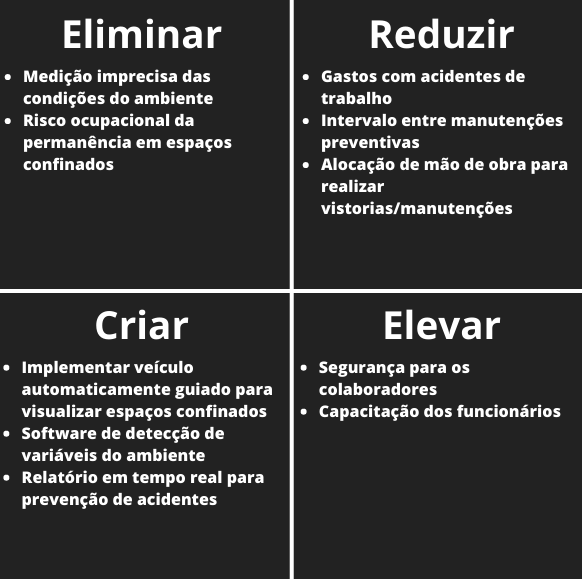 Eliminar
• Medição imprecisa das
condições do ambiente
• Risco ocupacional da
permanência em espaços
confinados
Reduzir
• Gastos com acidentes de
trabalho
• Intervalo entre manutenções
preventivas
• Alocação de mão de obra para
realizar
vistorias/manutenções
Criar
• Implementar veículo
automaticamente guiado para
visualizar espaços confinados
• Software de detecção de
variáveis do ambiente
• Relatório em tempo real para
prevenção de acidentes
Elevar
• Segurança para os
colaboradores
• Capacitação dos funcionários